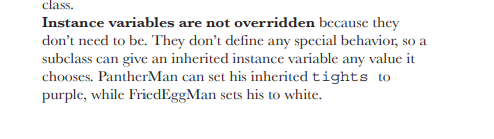 class.
Instance variables are not overridden because they
don’t need to be. They don’t define any special behavior, so a
subclass can give an inherited instance variable any value it
chooses. PantherMan can set his inherited tights to
purple, while FriedEggMan sets his to white.